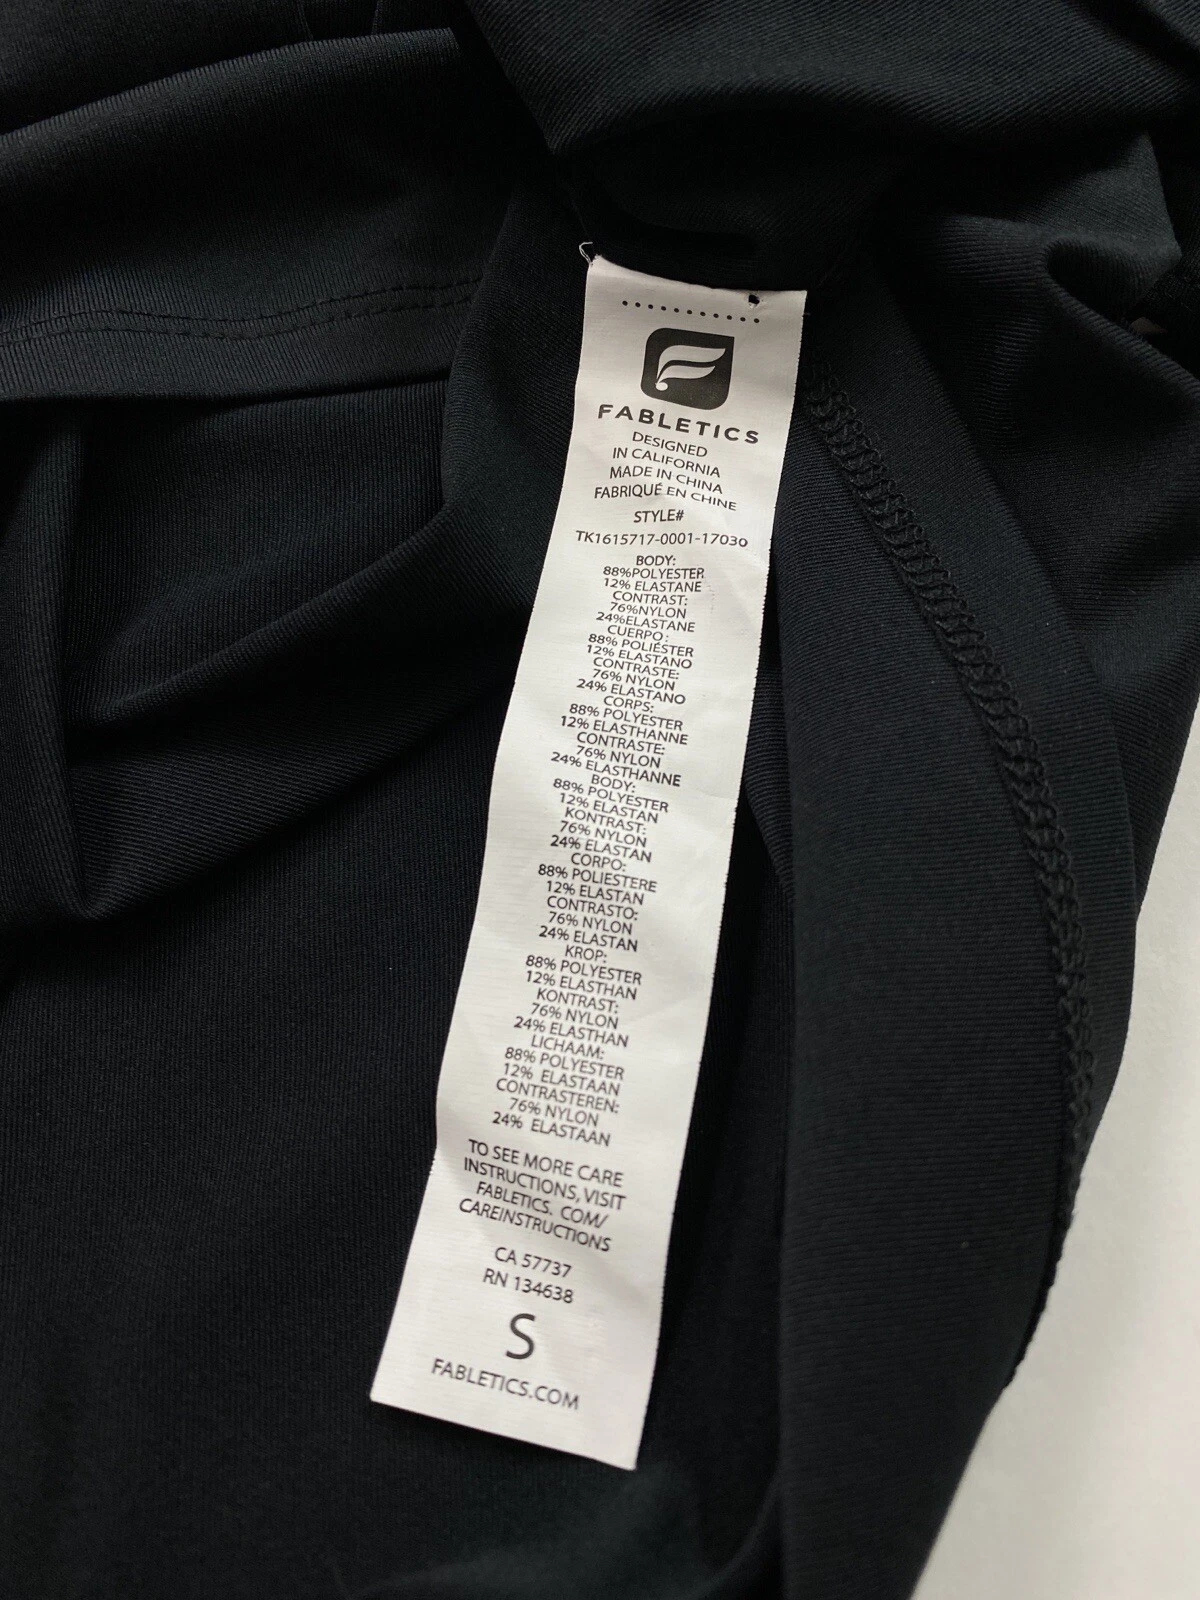 FABLETICS
DESIGNED
IN CALIFORNIA
MADE IN CHINA
FABRIQUÉ EN CHINE
STYLE#
TK1615717-0001-17030
BODY:
88%POLYESTER
12% ELASTANE
CONTRAST:
76%NYLON
24%ELASTANE
CUERPO:
88% POLIÉSTER
12% ELASTANO
CONTRASTE:
76% NYLON
24% ELASTANO
CORPS:
88% POLYESTER
12% ELASTHANNE
CONTRASTE:
76% NYLON
24% ELASTHANNE
BODY:
88% POLYESTER
12% ELASTAN
KONTRAST:
76% NYLON
24% ELASTAN
CORPO:
88% POLIESTERE
12% ELASTAN
CONTRASTO:
76% NYLON
24% ELASTAN
KROP:
88% POLYESTER
12% ELASTHAN
KONTRAST:
76% NYLON
24% ELASTHAN
LICHAAM:
88% POLYESTER
12% ELASTAAN
CONTRASTEREN:
76% NYLON
24% ELASTAAN
TO SEE MORE CARE
INSTRUCTIONS, VISIT
FABLETICS. COM/
CAREINSTRUCTIONS
CA 57737
RN 134638
S
FABLETICS.COM